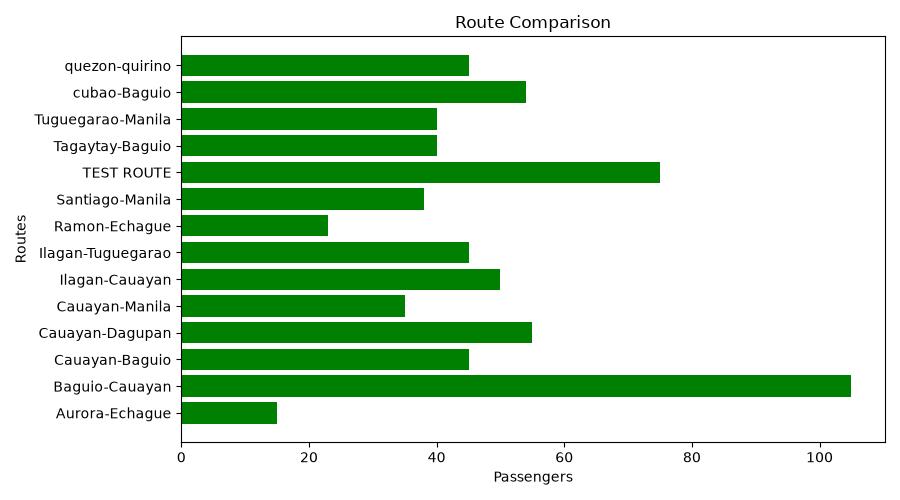 Route Comparison
Routes
quezon-quirino
cubao-Baguio
Tuguegarao-Manila
Tagaytay-Baguio
TEST ROUTE
Santiago-Manila
Ramon-Echague
Ilagan-Tuguegarao
Ilagan-Cauayan
Cauayan-Manila
Cauayan-Dagupan
Cauayan-Baguio
Baguio-Cauayan
Aurora-Echague
0 20 40 60 80 100
Passengers